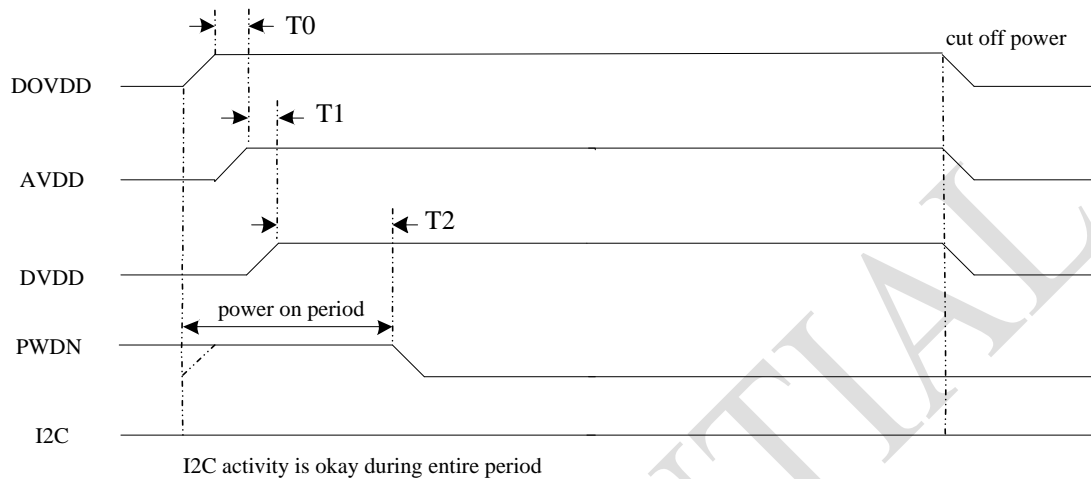 T0
cut off power
DOVDD
T1
AVDD
T2
DVDD
power on period
PWDN
I2C
I2C activity is okay during entire period
NTIAL